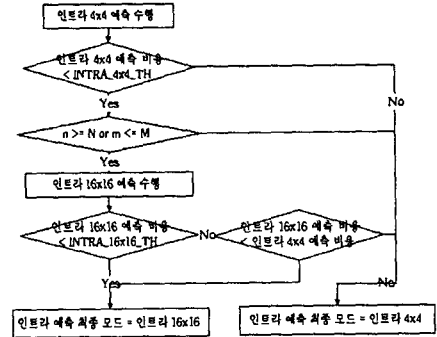 인트라 4x4 예측 수행
인트라 4x4 예측 비용
< INTRA_4x4_TH
Yes
No
n >= N or m <= M
Yes
인트라 16x16 예측 수행
인트라 16x16 예측 비용
< INTRA_16x16_TH
No
인트라 16x16 예측 비용
< 인트라 4x4 예측 비용
Yes
No
인트라 예측 최종 모드 = 인트라 16x16
인트라 예측 최종 모드 = 인트라 4x4